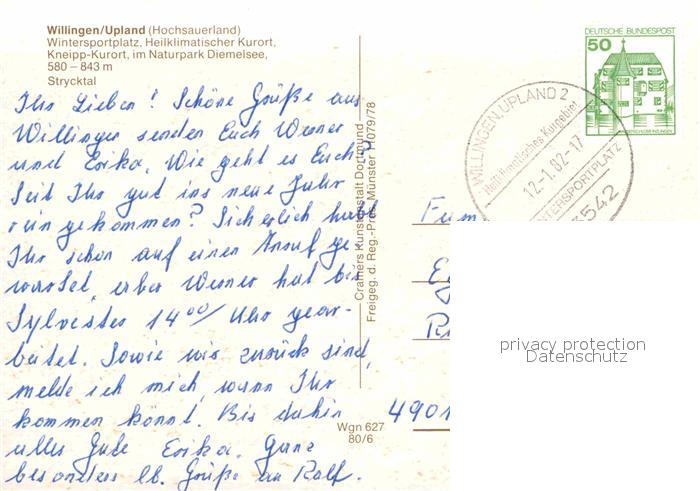 Willingen/Upland (Hochsauerland)
Wintersportplatz, Heilklimatischer Kurort,
Kneipp-Kurort, im Naturpark Diemelsee,
580 – 843 m
Strycktal
Ihr Lieben! Schöne Grüße aus
Willingen senden Euch Werner
und Erika. Wie geht es Euch?
Seid Ihr gut ins neue Jahr
reingekommen? Sicherlich habt
Ihr schon auf einen Anruf ge
wartet, aber Werner hat bis
Sylvester 14⁰⁰ Uhr gear-
beitet. Sowie wir zurück sind,
melde ich mich, wann Ihr
kommen könnt. Bis dahin
alles Gute Erika. Ganz
besonders lb. Grüße an Ralf.
Cramers Kunstanstalt Dortmund
Freigeg. d. Reg.-Präs. Münster 11079/78
Wgn 627
80/6
DEUTSCHE BUNDESPOST
50
WILLINGEN, UPLAND 2
Heilklimatisches Kurgebiet
12.-1.82-17
WINTERSPORTPLATZ
3542
Fam
4901
privacy protection
Datenschutz